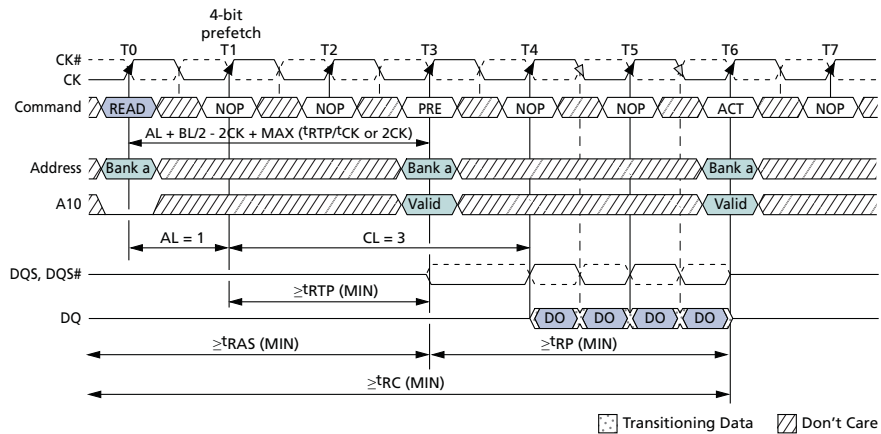 4-bit
prefetch
T0 T1 T2 T3 T4 T5 T6 T7
CK#
CK
Command READ NOP NOP PRE NOP NOP ACT NOP
AL + BL/2 - 2CK + MAX (tRTP/tCK or 2CK)
Address Bank a Bank a Bank a
A10 Valid Valid
AL = 1 CL = 3
DQS, DQS#
≥tRTP (MIN)
DQ DO DO DO DO
≥tRAS (MIN) ≥tRP (MIN)
≥tRC (MIN)
Transitioning Data Don't Care